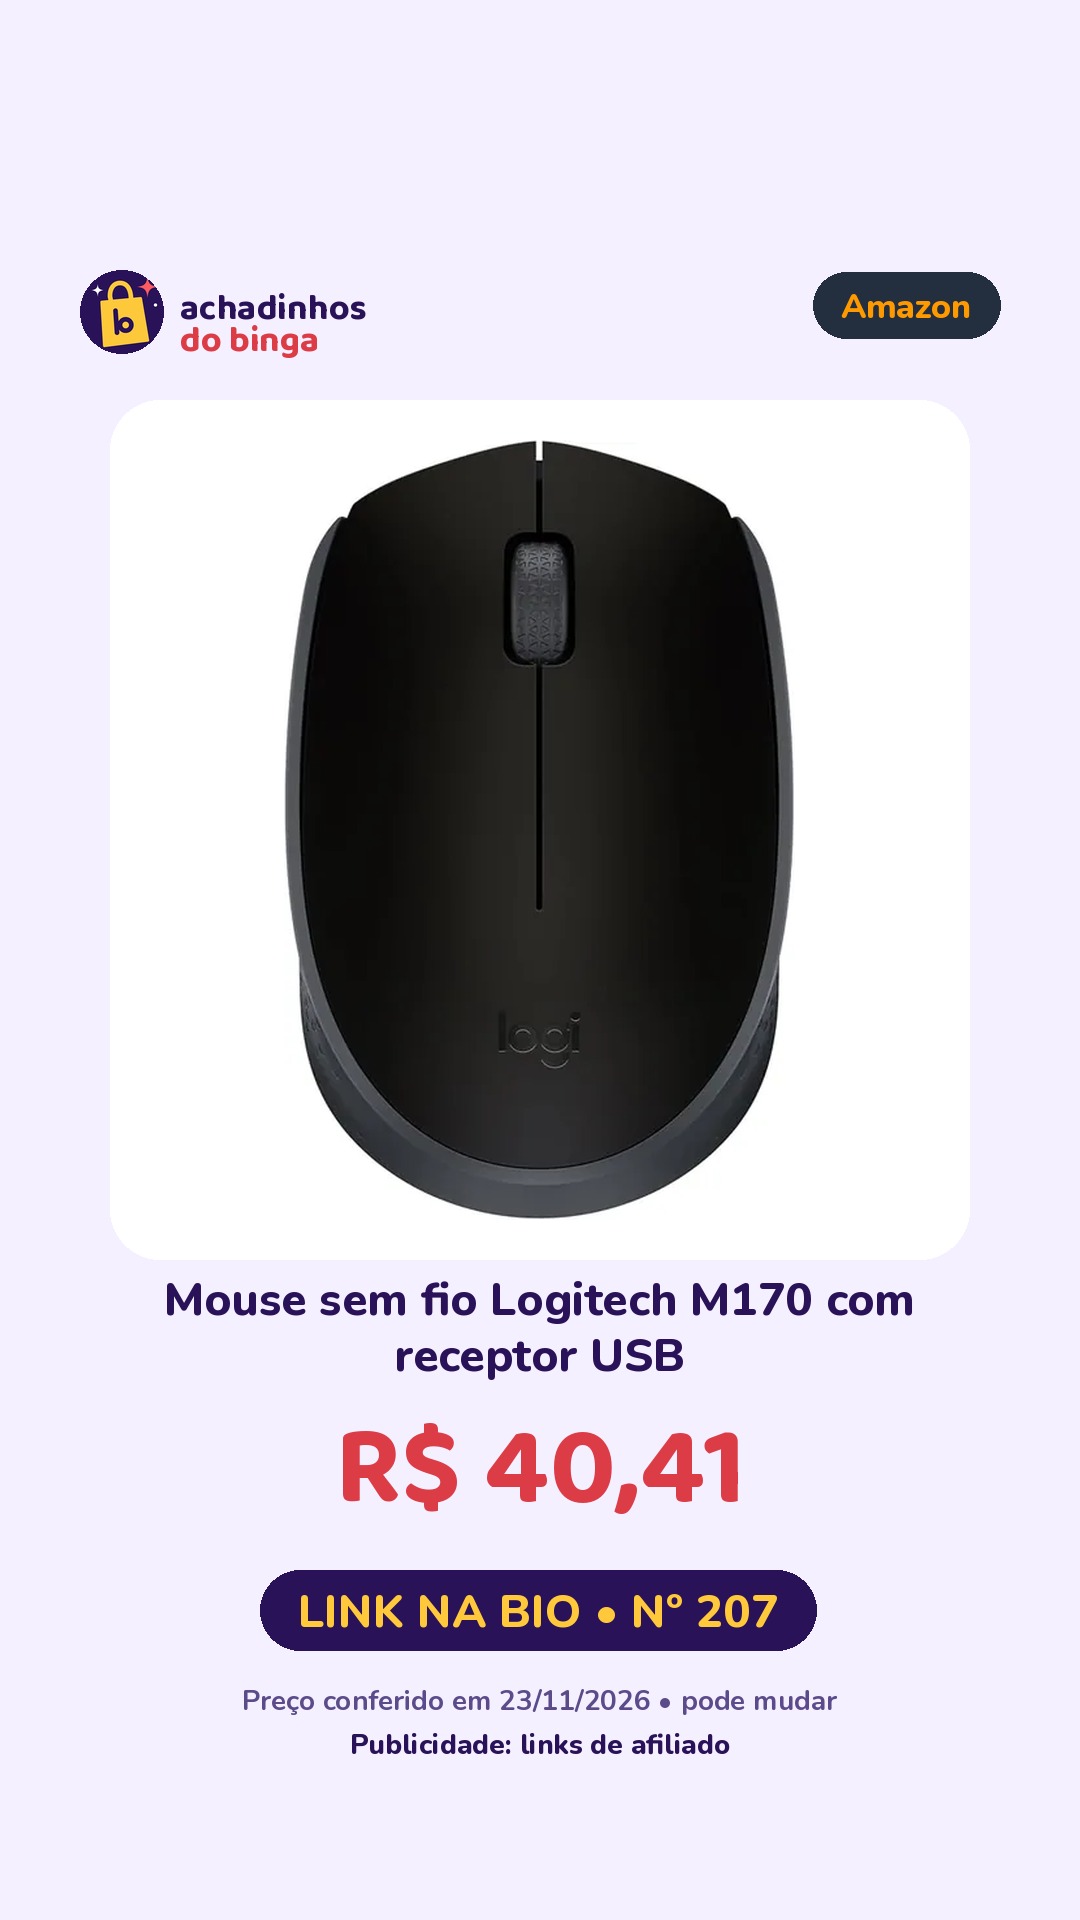 b
achadinhos
do binga
Amazon
logi
Mouse sem fio Logitech M170 com
receptor USB
R$ 40,41
LINK NA BIO • Nº 207
Preço conferido em 23/11/2026 • pode mudar
Publicidade: links de afiliado